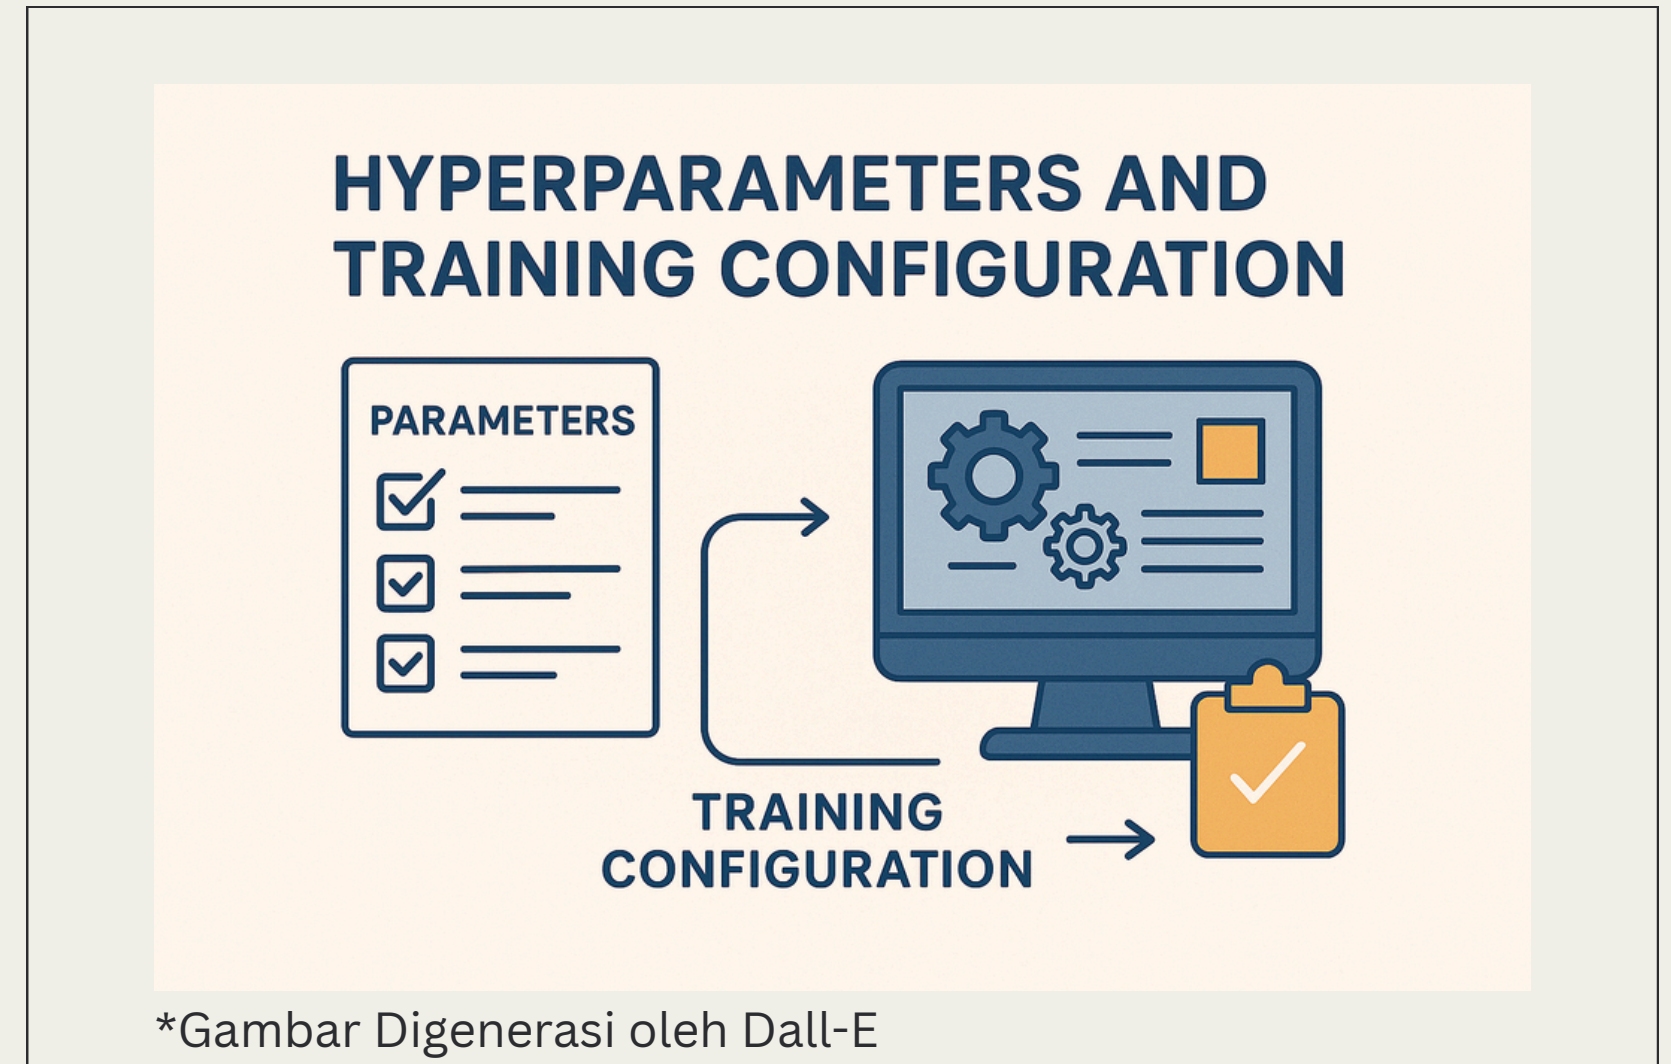 HYPERPARAMETERS AND
TRAINING CONFIGURATION
PARAMETERS
TRAINING
CONFIGURATION
*Gambar Digenerasi oleh Dall-E